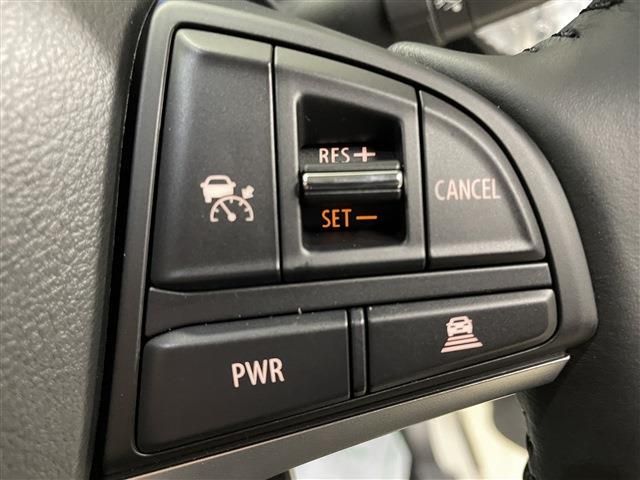 RES +
SET −
CANCEL
PWR